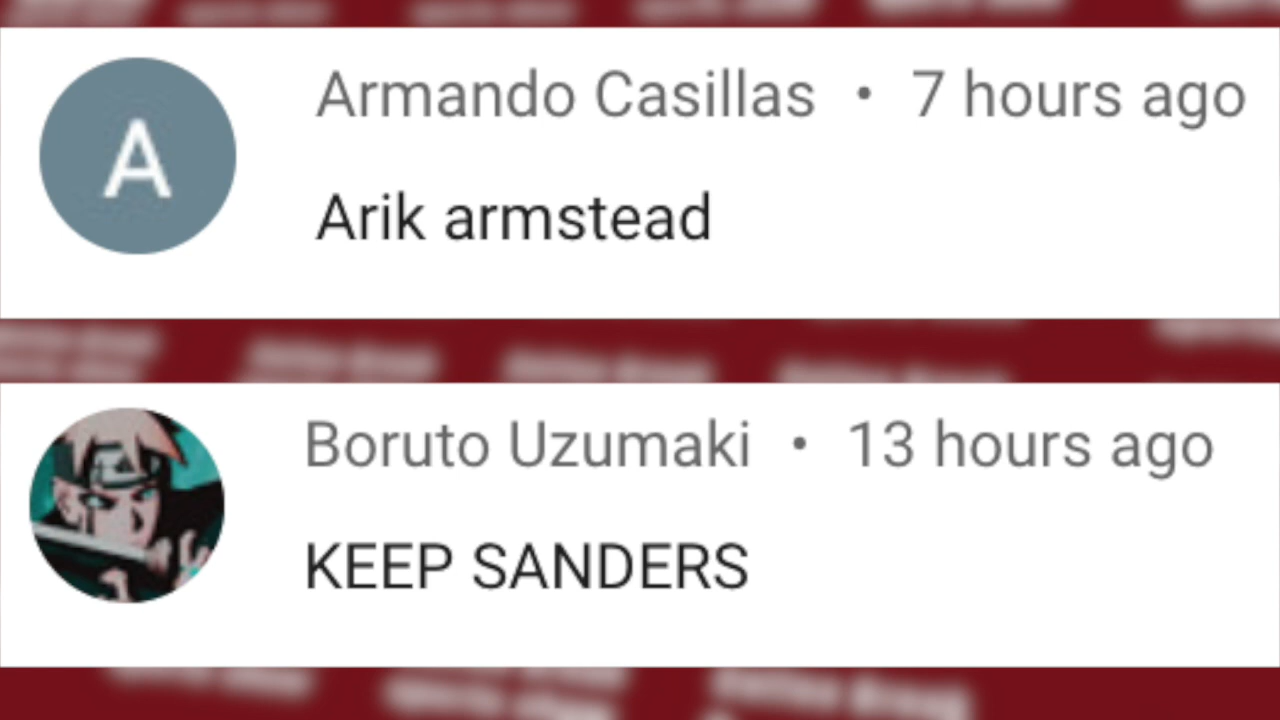 A
Armando Casillas • 7 hours ago
Arik armstead
Boruto Uzumaki • 13 hours ago
KEEP SANDERS